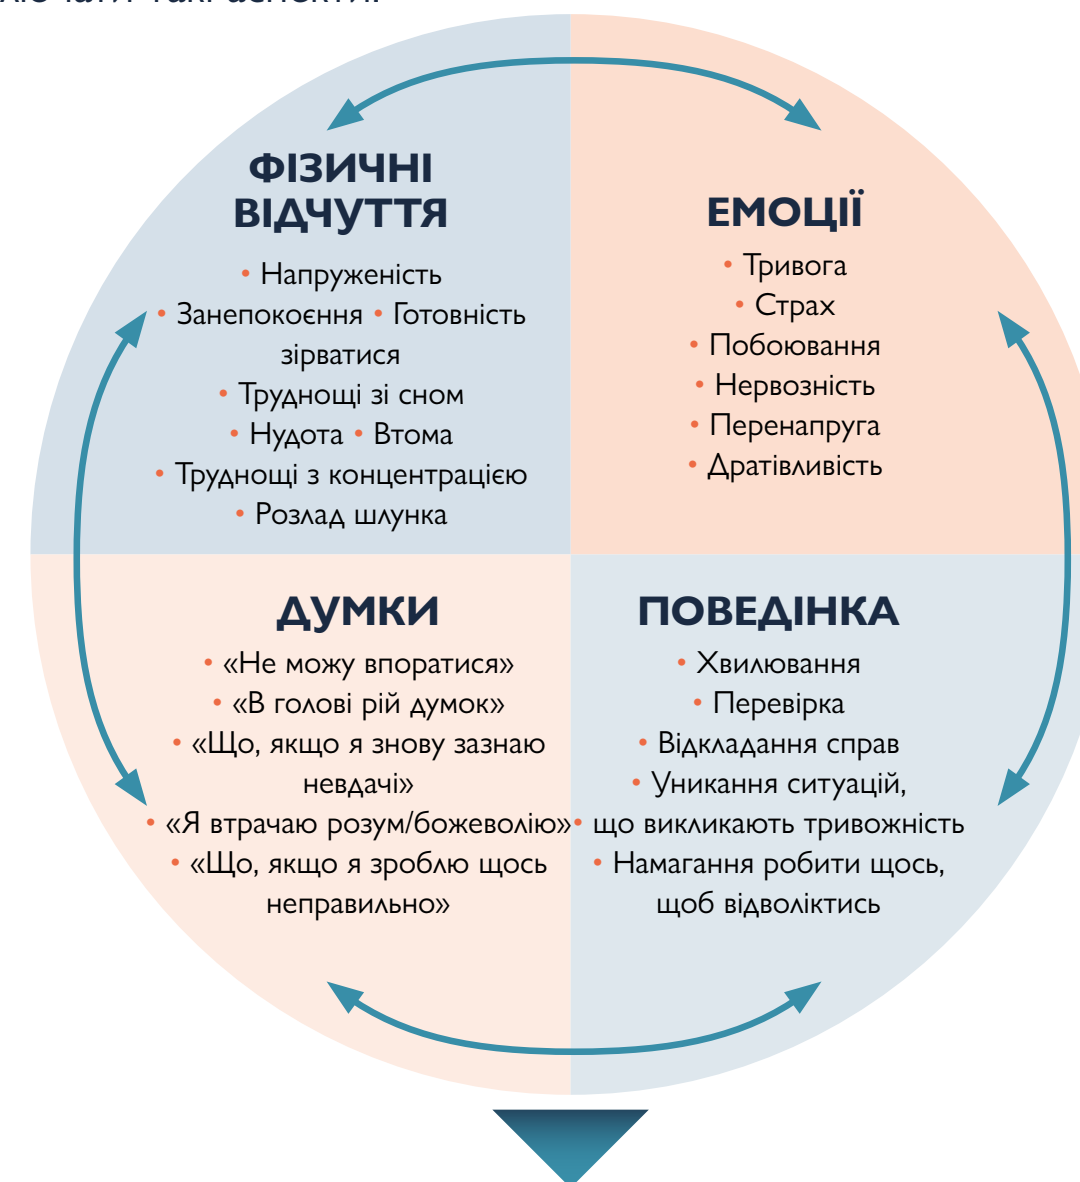 такі аспекти:
ФІЗИЧНІ
ВІДЧУТТЯ
• Напруженість
• Занепокоєння • Готовність
зірватися
• Труднощі зі сном
• Нудота • Втома
• Труднощі з концентрацією
• Розлад шлунка
ЕМОЦІЇ
• Тривога
• Страх
• Побоювання
• Нервозність
• Перенапруга
• Дратівливість
ДУМКИ
• «Не можу впоратися»
• «В голові рій думок»
• «Що, якщо я знову зазнаю
невдачі»
• «Я втрачаю розум/божеволію»
• «Що, якщо я зроблю щось
неправильно»
ПОВЕДІНКА
• Хвилювання
• Перевірка
• Відкладання справ
• Уникання ситуацій,
• що викликають тривожність
• Намагання робити щось,
щоб відволіктись